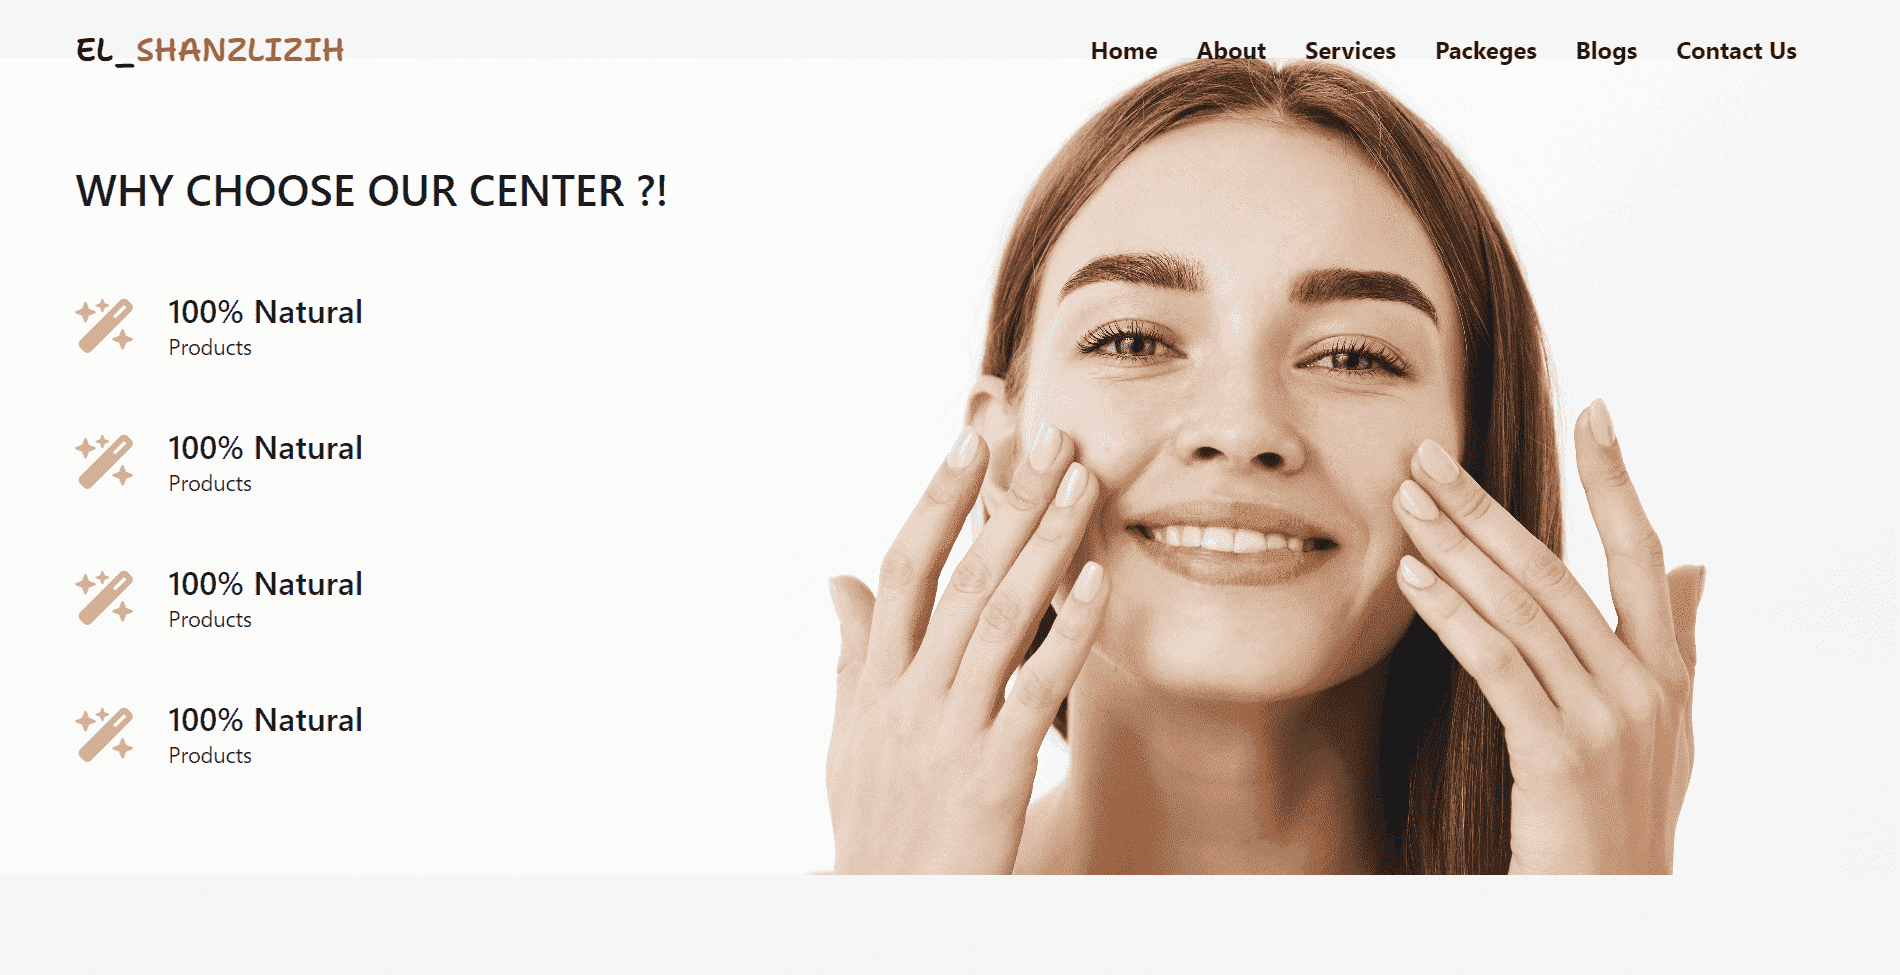 EL_SHANZLIZIH
Home About Services Packeges Blogs Contact Us
WHY CHOOSE OUR CENTER ?!
100% Natural
Products
100% Natural
Products
100% Natural
Products
100% Natural
Products